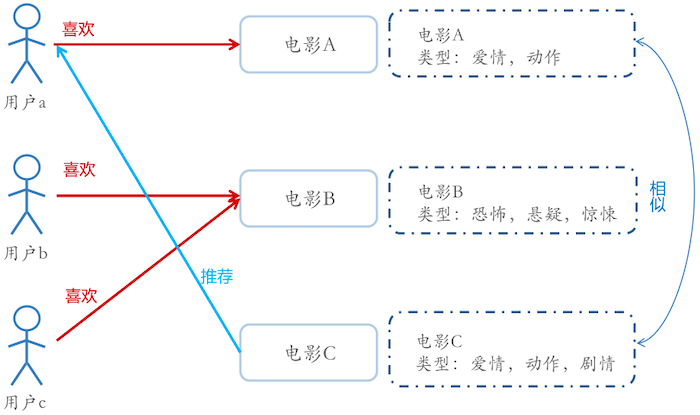 喜欢
电影A
电影A
类型：爱情，动作
用户a
喜欢
电影B
电影B
类型：恐怖，悬疑，惊悚
相似
用户b
推荐
喜欢
电影C
电影C
类型：爱情，动作，剧情
用户c